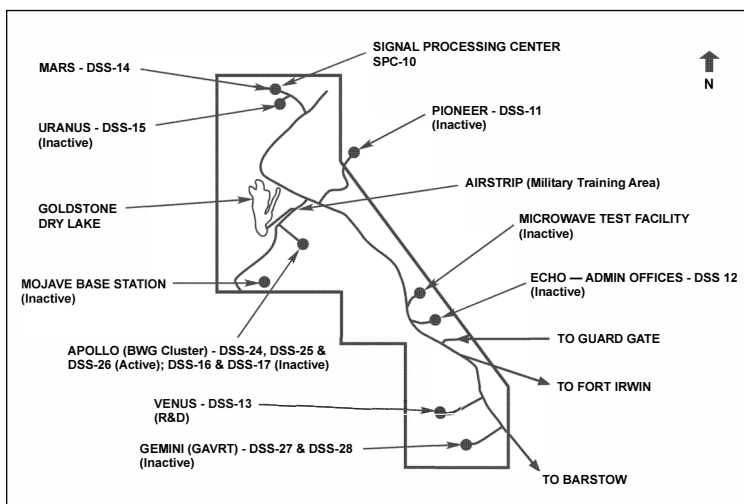 SIGNAL PROCESSING CENTER
SPC-10
MARS - DSS-14
N
PIONEER - DSS-11
(Inactive)
URANUS - DSS-15
(Inactive)
AIRSTRIP (Military Training Area)
GOLDSTONE
DRY LAKE
MICROWAVE TEST FACILITY
(Inactive)
MOJAVE BASE STATION
(Inactive)
ECHO — ADMIN OFFICES - DSS 12
(Inactive)
TO GUARD GATE
APOLLO (BWG Cluster) - DSS-24, DSS-25 &
DSS-26 (Active); DSS-16 & DSS-17 (Inactive)
TO FORT IRWIN
VENUS - DSS-13
(R&D)
GEMINI (GAVRT) - DSS-27 & DSS-28
(Inactive)
TO BARSTOW